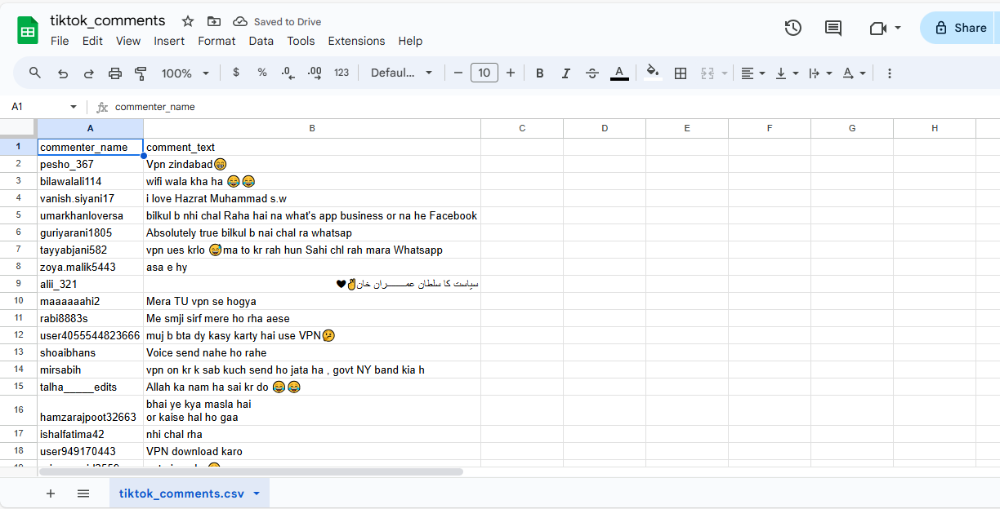 tiktok_comments Saved to Drive
File Edit View Insert Format Data Tools Extensions Help
Share
100% $ % .0 .00 123 Defaul... 10 B I A
A1 fx commenter_name
A B C D E F G H
1 commenter_name comment_text
2 pesho_367 Vpn zindabad😁
3 bilawalali114 wifi wala kha ha 😂😂
4 vanish.siyani17 i love Hazrat Muhammad s.w
5 umarkhanloversa bilkul b nhi chal Raha hai na what's app business or na he Facebook
6 guriyarani1805 Absolutely true bilkul b nai chal ra whatsap
7 tayyabjani582 vpn ues krlo 😅ma to kr rah hun Sahi chl rah mara Whatsapp
8 zoya.malik5443 asa e hy
9 alii_321 سیاست کا سلطان عمـــــران خان✌️🖤
10 maaaaaahi2 Mera TU vpn se hogya
11 rabi8883s Me smji sirf mere ho rha aese
12 user4055544823666 muj b bta dy kasy karty hai use VPN🤔
13 shoaibhans Voice send nahe ho rahe
14 mirsabih vpn on kr k sab kuch send ho jata ha , govt NY band kia h
15 talha_____edits Allah ka nam ha sai kr do 😂😂
16 hamzarajpoot32663 bhai ye kya masla hai
or kaise hal ho gaa
17 ishalfatima42 nhi chal rha
18 user949170443 VPN download karo
19
tiktok_comments.csv